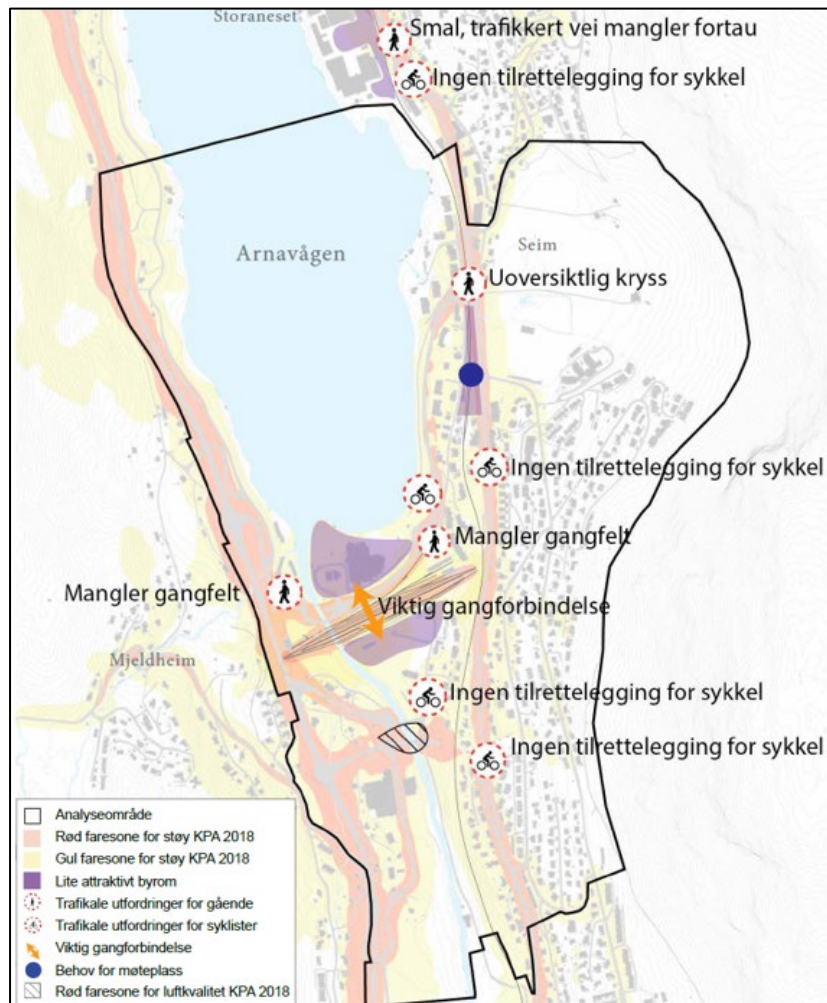 Storaneset
Smal, trafikkert vei mangler fortau
Ingen tilrettelegging for sykkel
Arnavågen
Seim
Uoversiktlig kryss
Ingen tilrettelegging for sykkel
Mangler gangfelt
Mangler gangfelt
Viktig gangforbindelse
Mjeldheim
Ingen tilrettelegging for sykkel
Ingen tilrettelegging for sykkel
Analyseområde
Rød faresone for støy KPA 2018
Gul faresone for støy KPA 2018
Lite attraktivt byrom
Trafikale utfordringer for gående
Trafikale utfordringer for syklister
Viktig gangforbindelse
Behov for møteplass
Rød faresone for luftkvalitet KPA 2018